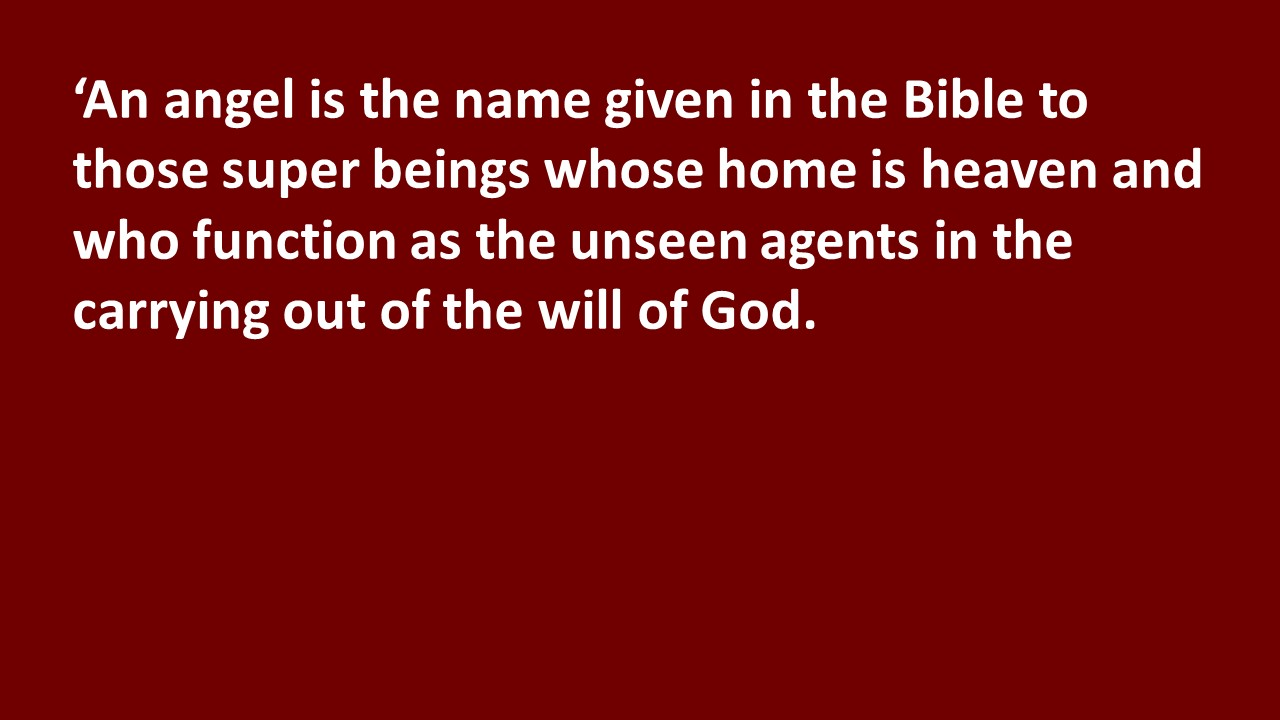 ‘An angel is the name given in the Bible to
those super beings whose home is heaven and
who function as the unseen agents in the
carrying out of the will of God.